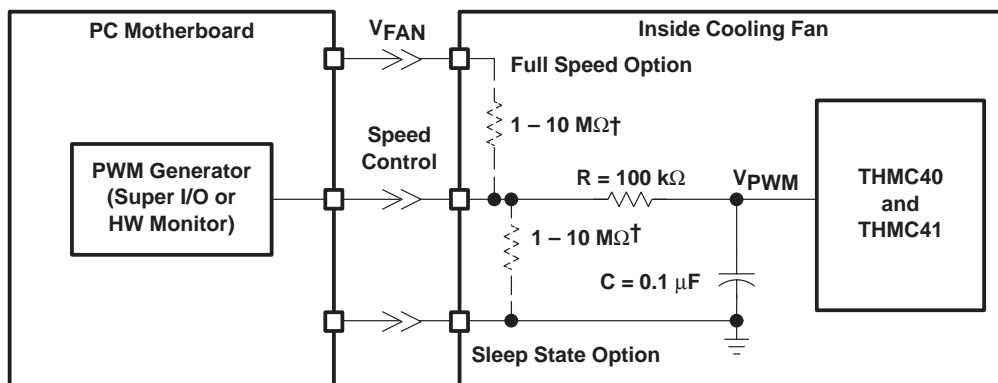 PC Motherboard
VFAN
Inside Cooling Fan
Full Speed Option
1 – 10 MΩ†
Speed
Control
PWM Generator
(Super I/O or
HW Monitor)
R = 100 kΩ
VPWM
THMC40
and
THMC41
1 – 10 MΩ†
C = 0.1 μF
Sleep State Option